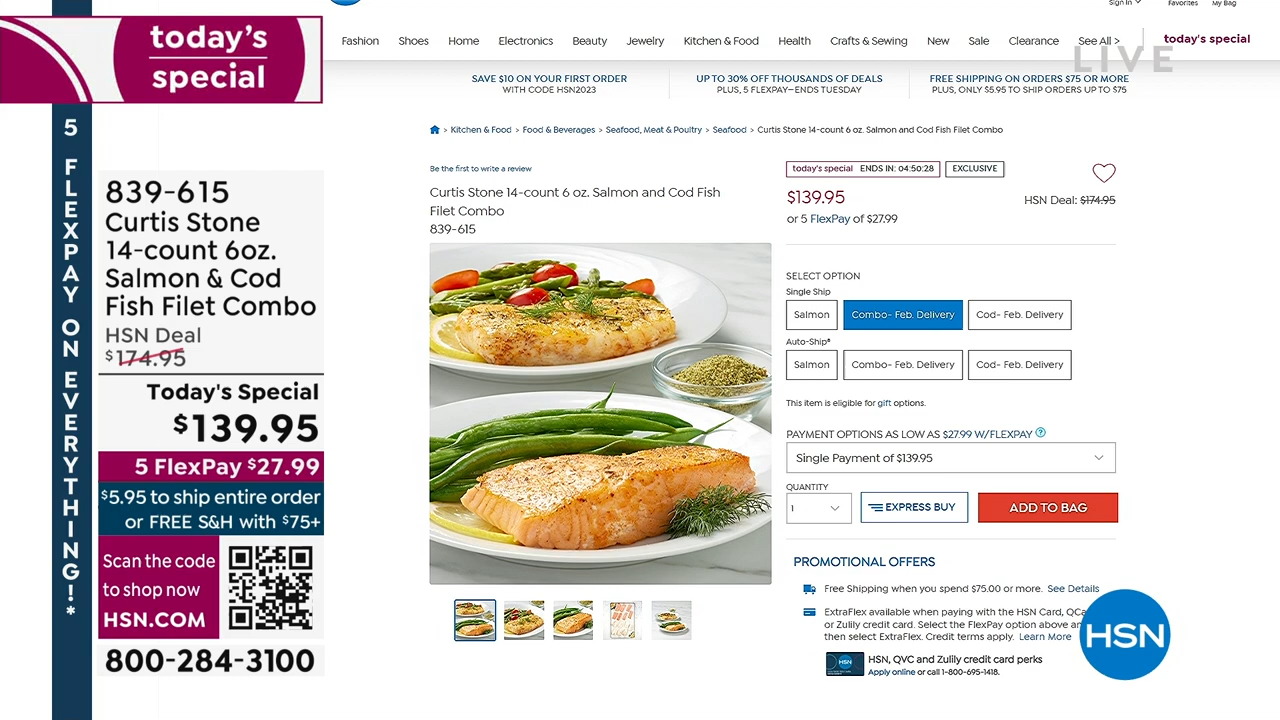 today's
special
5 FLEXPAY ON EVERYTHING!*
839-615
Curtis Stone
14-count 6oz.
Salmon & Cod
Fish Filet Combo
HSN Deal
$174.95
Today's Special
$139.95
5 FlexPay $27.99
$5.95 to ship entire order
or FREE S&H with $75+
Scan the code
to shop now
HSN.COM
800-284-3100
Sign In
Favorites
My Bag
Fashion Shoes Home Electronics Beauty Jewelry Kitchen & Food Health Crafts & Sewing New Sale Clearance See All >
today's special
LIVE
SAVE $10 ON YOUR FIRST ORDER
WITH CODE HSN2023
UP TO 30% OFF THOUSANDS OF DEALS
PLUS, 5 FLEXPAY—ENDS TUESDAY
FREE SHIPPING ON ORDERS $75 OR MORE
PLUS, ONLY $5.95 TO SHIP ORDERS UP TO $75
> Kitchen & Food > Food & Beverages > Seafood, Meat & Poultry > Seafood > Curtis Stone 14-count 6 oz. Salmon and Cod Fish Filet Combo
Be the first to write a review
Curtis Stone 14-count 6 oz. Salmon and Cod Fish
Filet Combo
839-615
today's special ENDS IN: 04:50:28
EXCLUSIVE
$139.95
HSN Deal: $174.95
or 5 FlexPay of $27.99
SELECT OPTION
Single Ship
Salmon
Combo- Feb. Delivery
Cod- Feb. Delivery
Auto-Ship®
Salmon
Combo- Feb. Delivery
Cod- Feb. Delivery
This item is eligible for gift options.
PAYMENT OPTIONS AS LOW AS $27.99 W/FLEXPAY ?
Single Payment of $139.95
QUANTITY
1
EXPRESS BUY
ADD TO BAG
PROMOTIONAL OFFERS
Free Shipping when you spend $75.00 or more. See Details
ExtraFlex available when paying with the HSN Card, QCa
or Zulily credit card. Select the FlexPay option above an
then select ExtraFlex. Credit terms apply. Learn More
HSN
HSN, QVC and Zulily credit card perks
Apply online or call 1-800-695-1418.
HSN